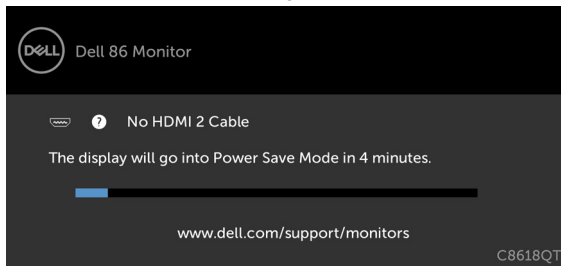 DELL
Dell 86 Monitor
? No HDMI 2 Cable
The display will go into Power Save Mode in 4 minutes.
www.dell.com/support/monitors
C8618QT